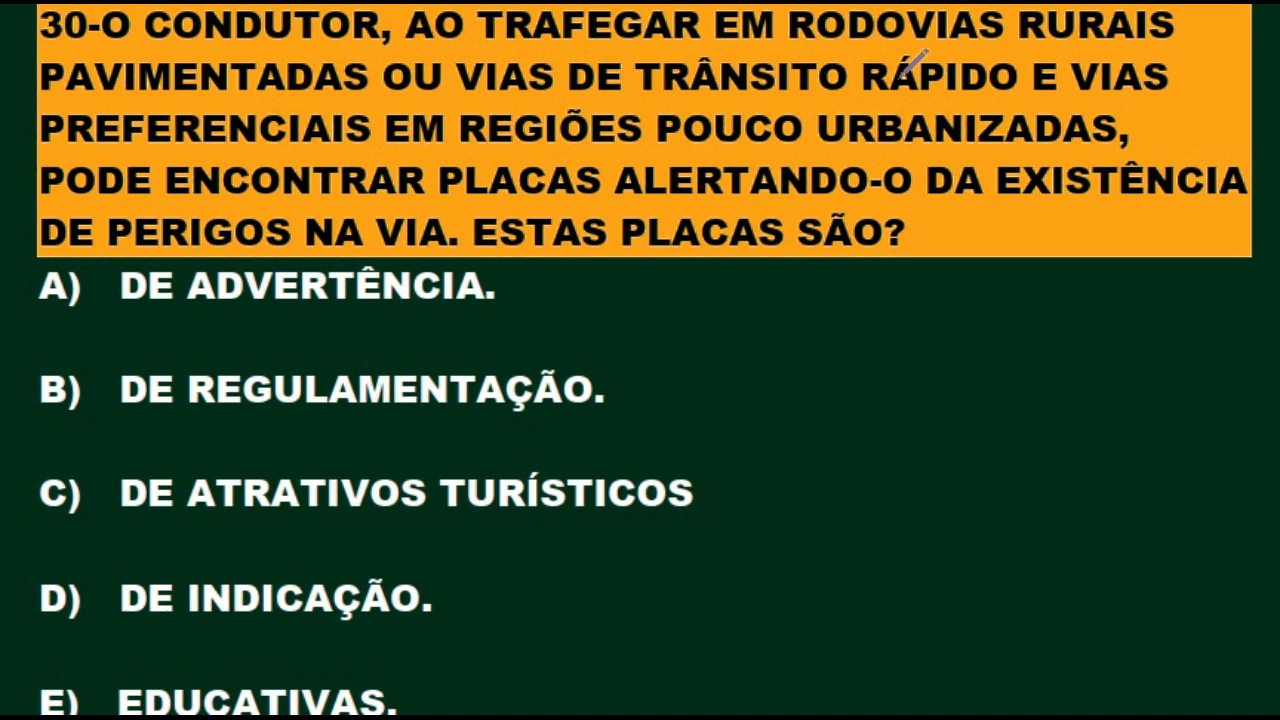 30-O CONDUTOR, AO TRAFEGAR EM RODOVIAS RURAIS
PAVIMENTADAS OU VIAS DE TRÂNSITO RÁPIDO E VIAS
PREFERENCIAIS EM REGIÕES POUCO URBANIZADAS,
PODE ENCONTRAR PLACAS ALERTANDO-O DA EXISTÊNCIA
DE PERIGOS NA VIA. ESTAS PLACAS SÃO?
A) DE ADVERTÊNCIA.
B) DE REGULAMENTAÇÃO.
C) DE ATRATIVOS TURÍSTICOS
D) DE INDICAÇÃO.
E) EDUCATIVAS.